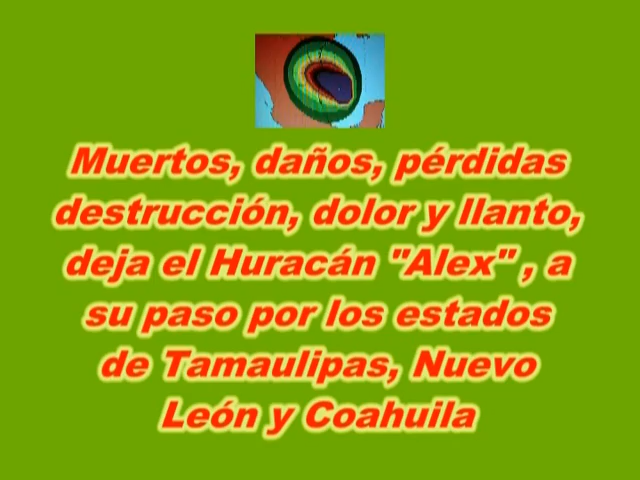 Muertos, daños, pérdidas
destrucción, dolor y llanto,
deja el Huracán "Alex" , a
su paso por los estados
de Tamaulipas, Nuevo
León y Coahuila